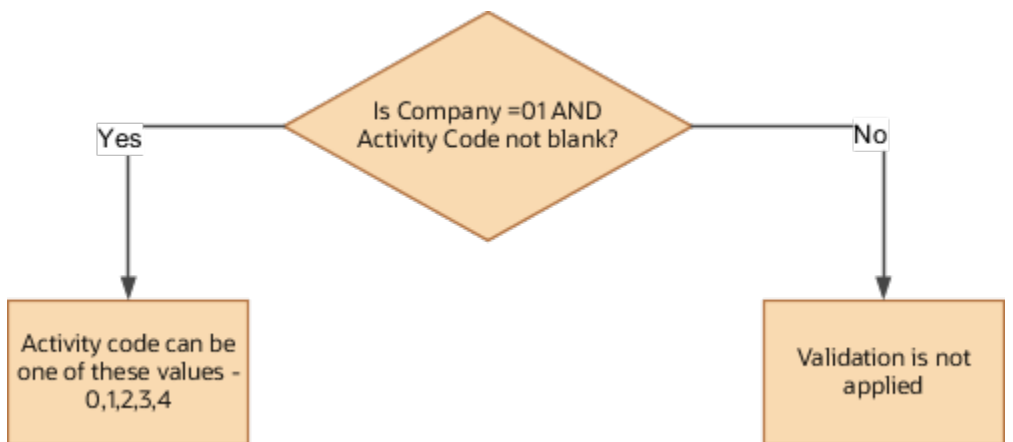 Is Company =01 AND
Activity Code not blank?
Yes
No
Activity code can be
one of these values -
0,1,2,3,4
Validation is not
applied